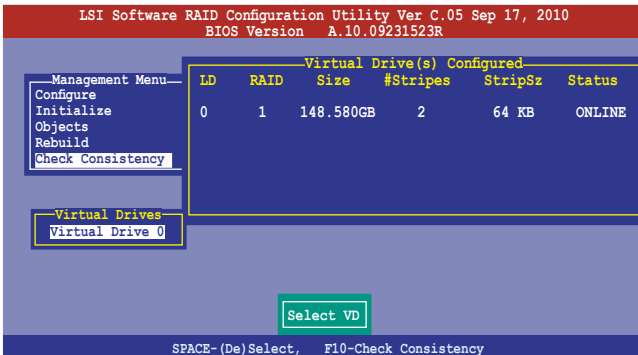 LSI Software RAID Configuration Utility Ver C.05 Sep 17, 2010
BIOS Version A.10.09231523R
Virtual Drive(s) Configured
LD RAID Size #Stripes StripSz Status
0 1 148.580GB 2 64 KB ONLINE
Management Menu
Configure
Initialize
Objects
Rebuild
Check Consistency
Virtual Drives
Virtual Drive 0
Select VD
SPACE-(De)Select, F10-Check Consistency